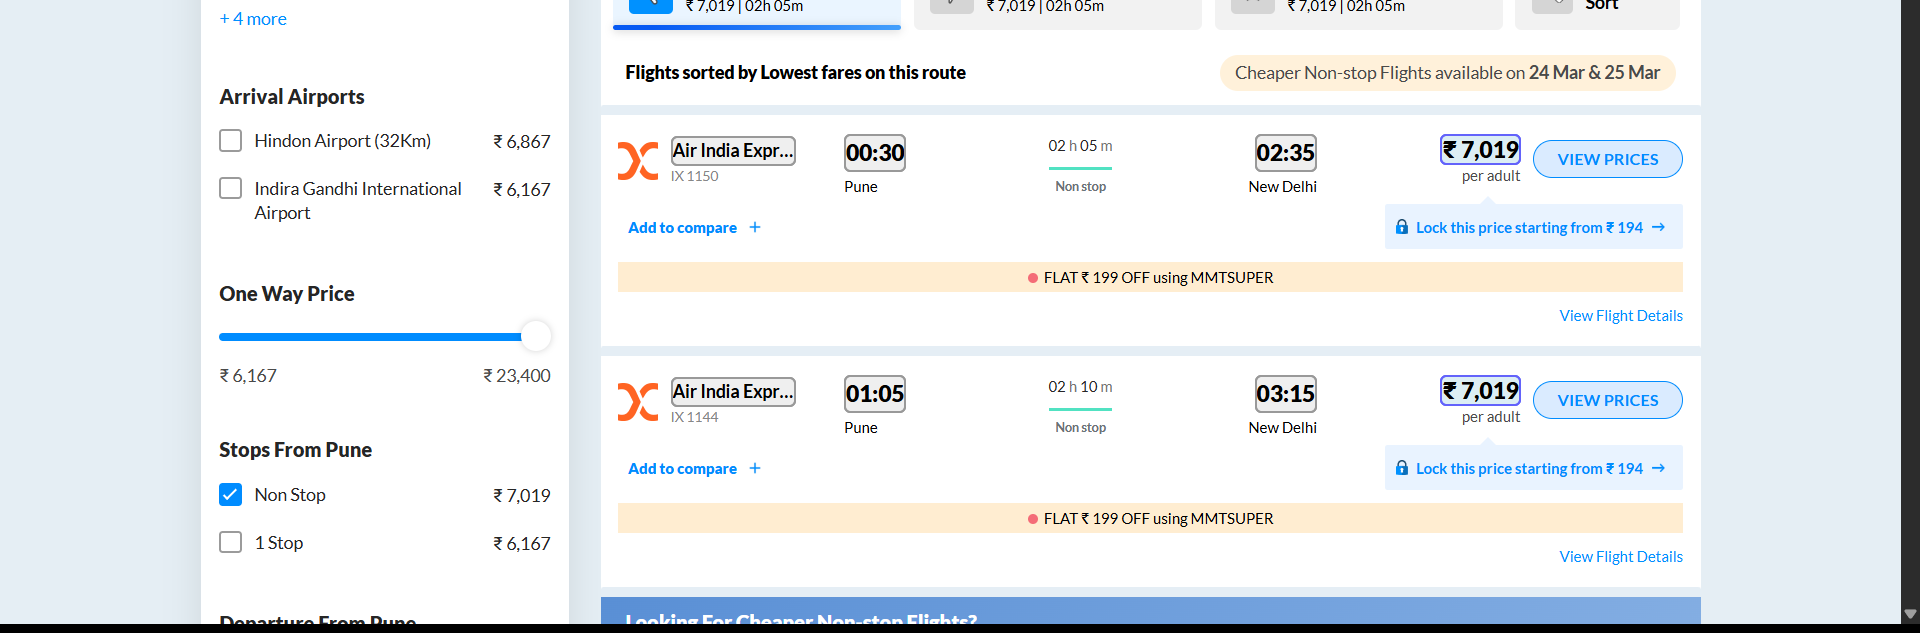 + 4 more
Arrival Airports
Hindon Airport (32Km) ₹ 6,867
Indira Gandhi International Airport ₹ 6,167
One Way Price
₹ 6,167 ₹ 23,400
Stops From Pune
Non Stop ₹ 7,019
1 Stop ₹ 6,167
Departure From Pune
₹ 7,019 | 02h 05m
₹ 7,019 | 02h 05m
₹ 7,019 | 02h 05m
Sort
Flights sorted by Lowest fares on this route
Cheaper Non-stop Flights available on 24 Mar & 25 Mar
Air India Expr... 00:30 02 h 05 m 02:35 ₹ 7,019 VIEW PRICES
IX 1150 Pune Non stop New Delhi per adult
Add to compare + Lock this price starting from ₹ 194 →
FLAT ₹ 199 OFF using MMTSUPER
View Flight Details
Air India Expr... 01:05 02 h 10 m 03:15 ₹ 7,019 VIEW PRICES
IX 1144 Pune Non stop New Delhi per adult
Add to compare + Lock this price starting from ₹ 194 →
FLAT ₹ 199 OFF using MMTSUPER
View Flight Details
Looking For Cheaper Non-stop Flights?